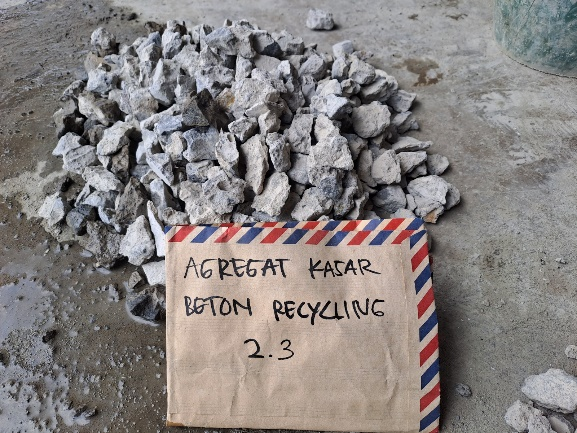 AGREGAT KASAR
BETON RECYCLING
2.3